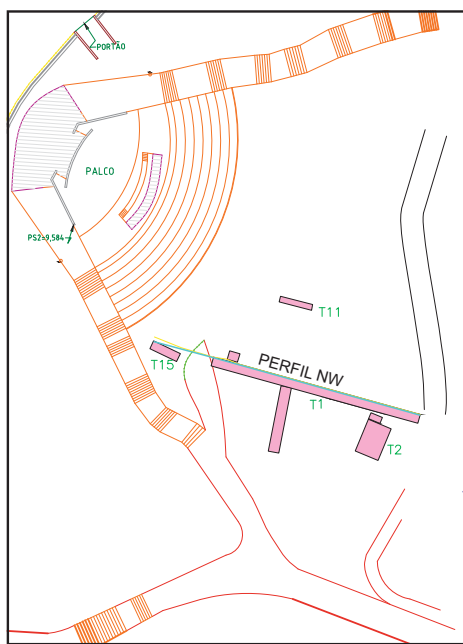 PORTÃO
PALCO
PS2=9,584
T11
T15
PERFIL NW
T1
T2